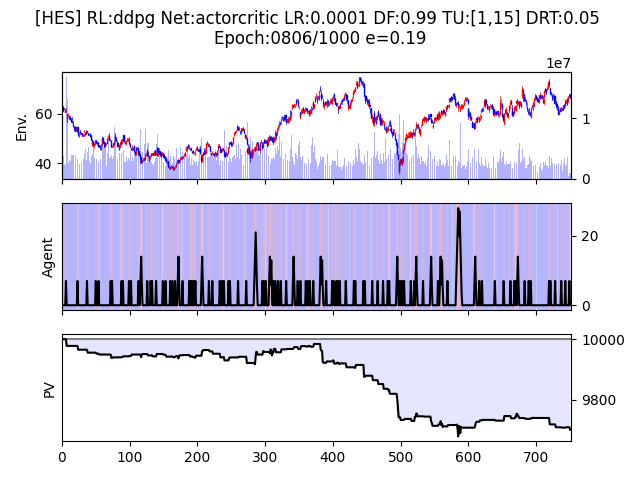 [HES] RL:ddpg Net:actorcritic LR:0.0001 DF:0.99 TU:[1,15] DRT:0.05
Epoch:0806/1000 e=0.19
1e7
Env.
60
40
1
0
Agent
20
0
PV
10000
9800
0 100 200 300 400 500 600 700